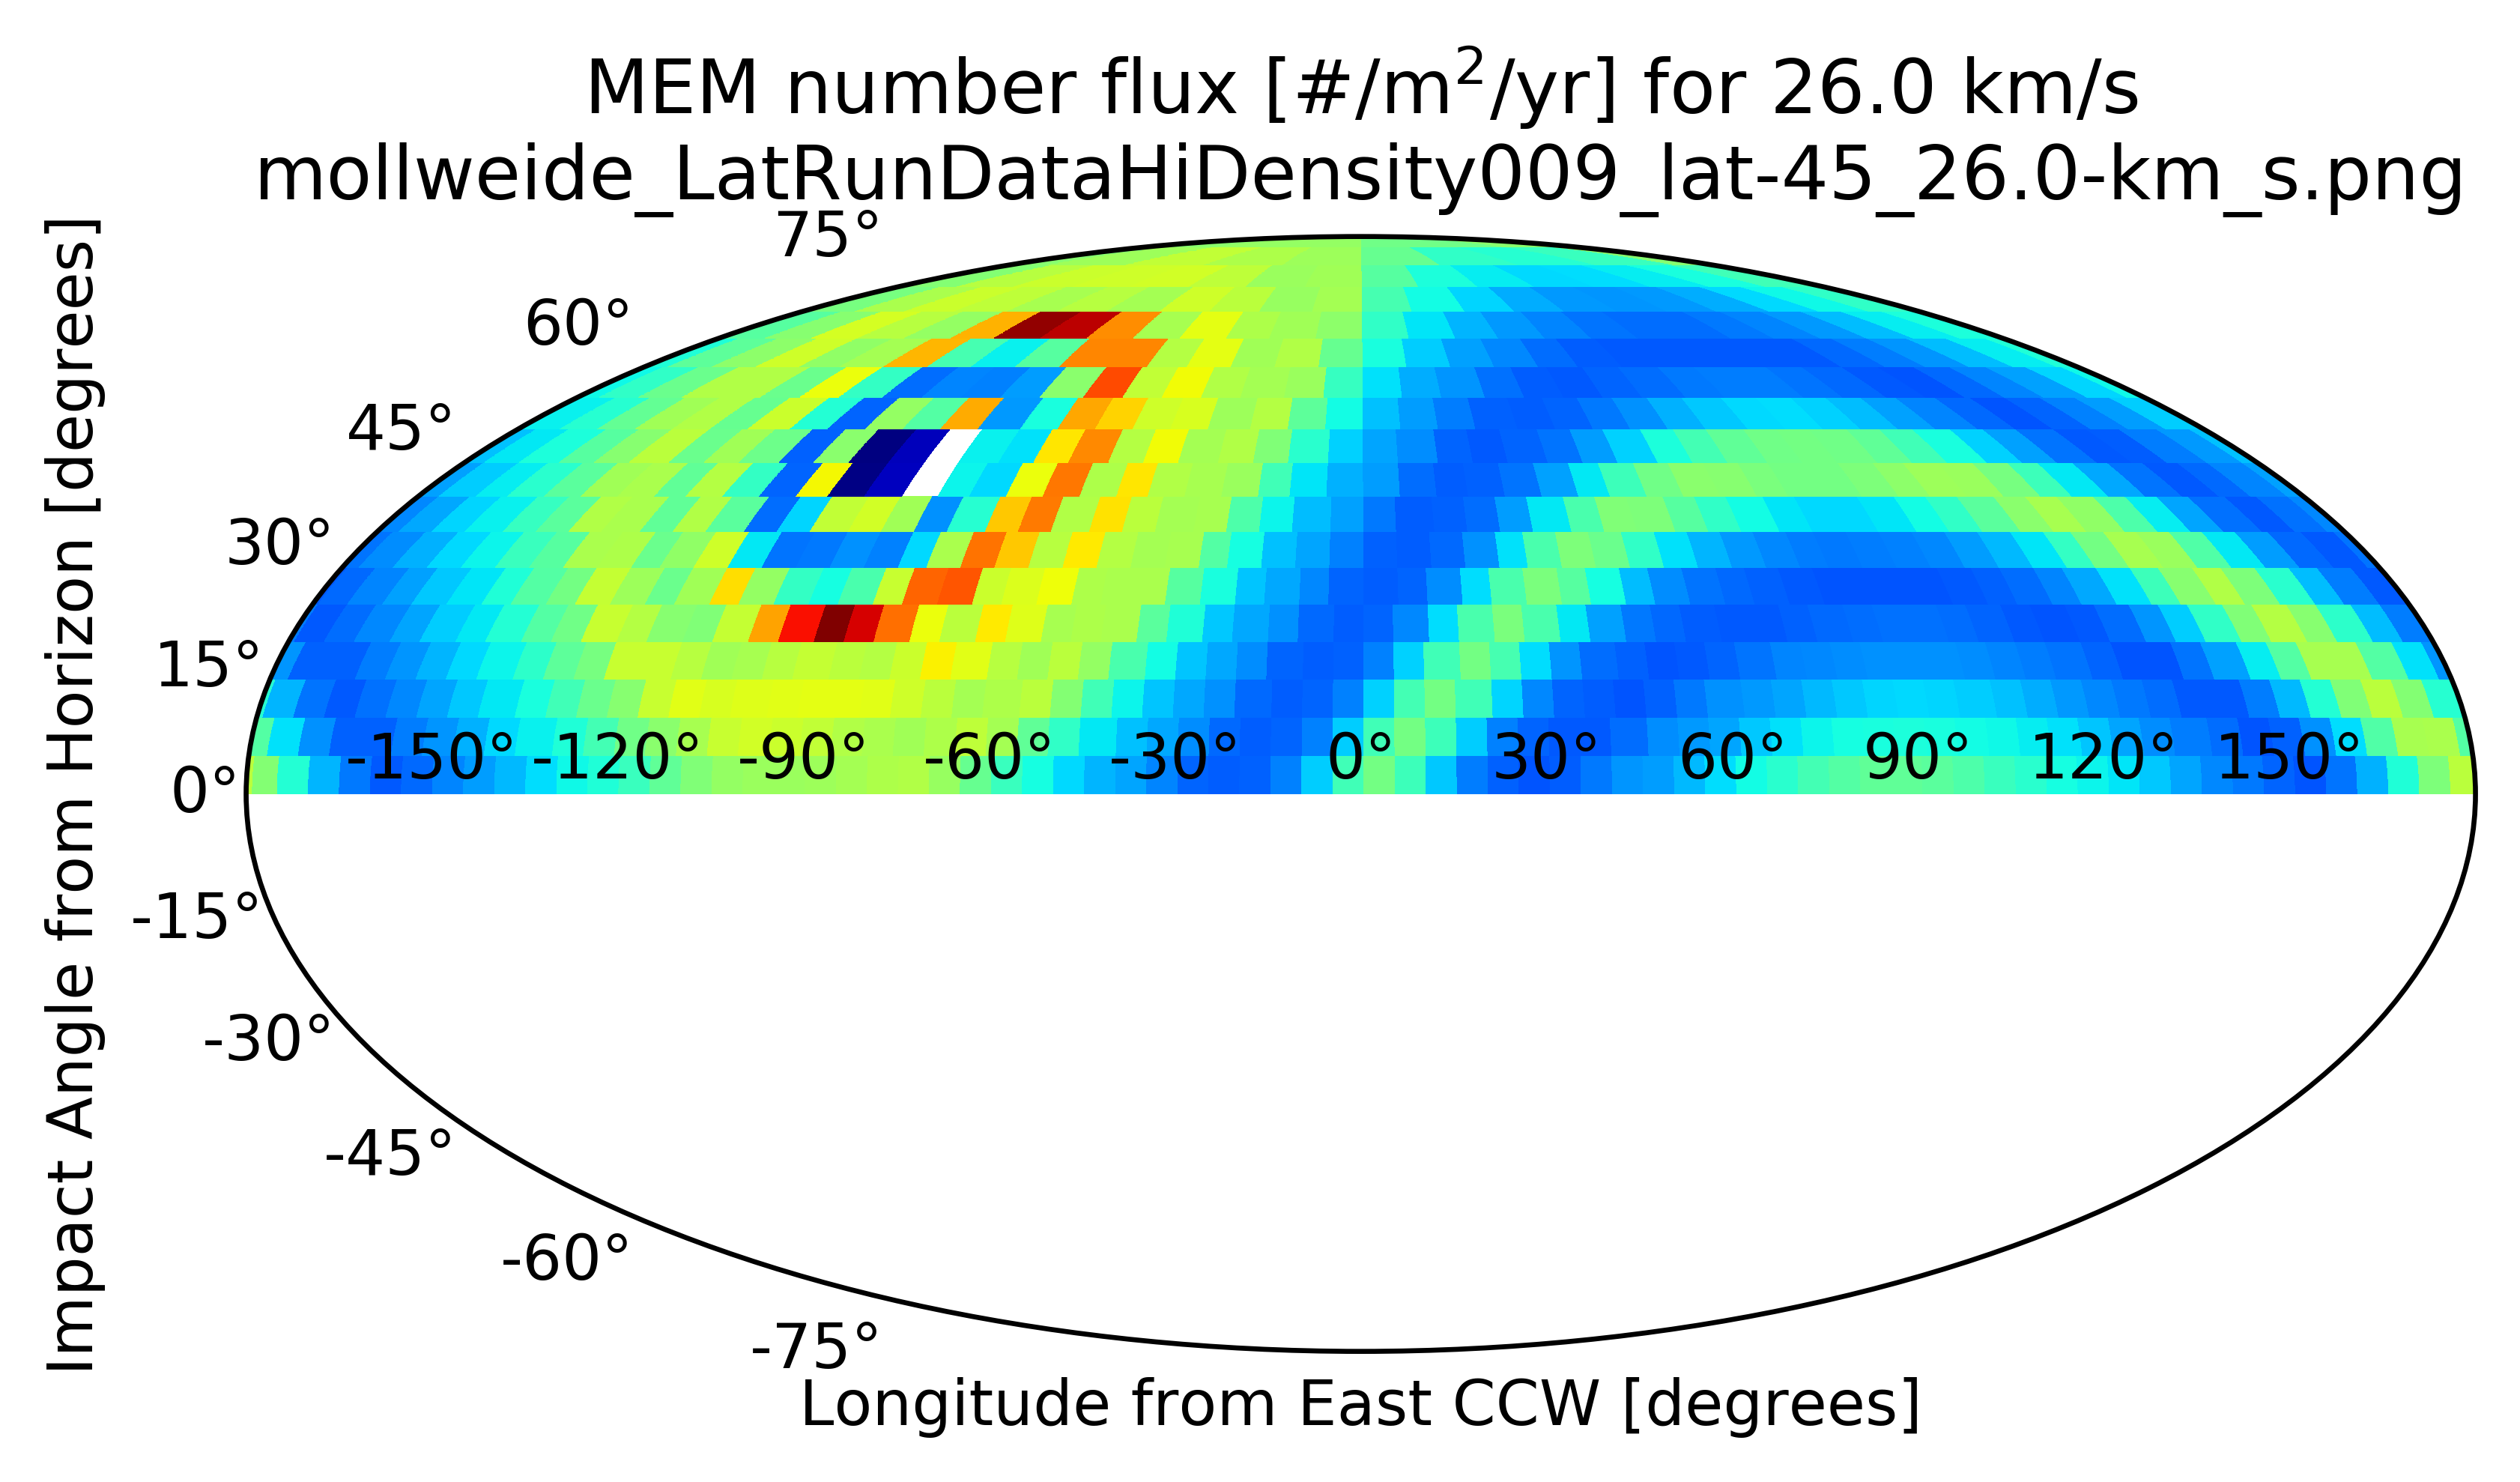 MEM number flux [#/m²/yr] for 26.0 km/s
mollweide_LatRunDataHiDensity009_lat-45_26.0-km_s.png
75°
60°
45°
30°
15°
0°
-15°
-30°
-45°
-60°
-75°
-150° -120° -90° -60° -30° 0° 30° 60° 90° 120° 150°
Impact Angle from Horizon [degrees]
Longitude from East CCW [degrees]